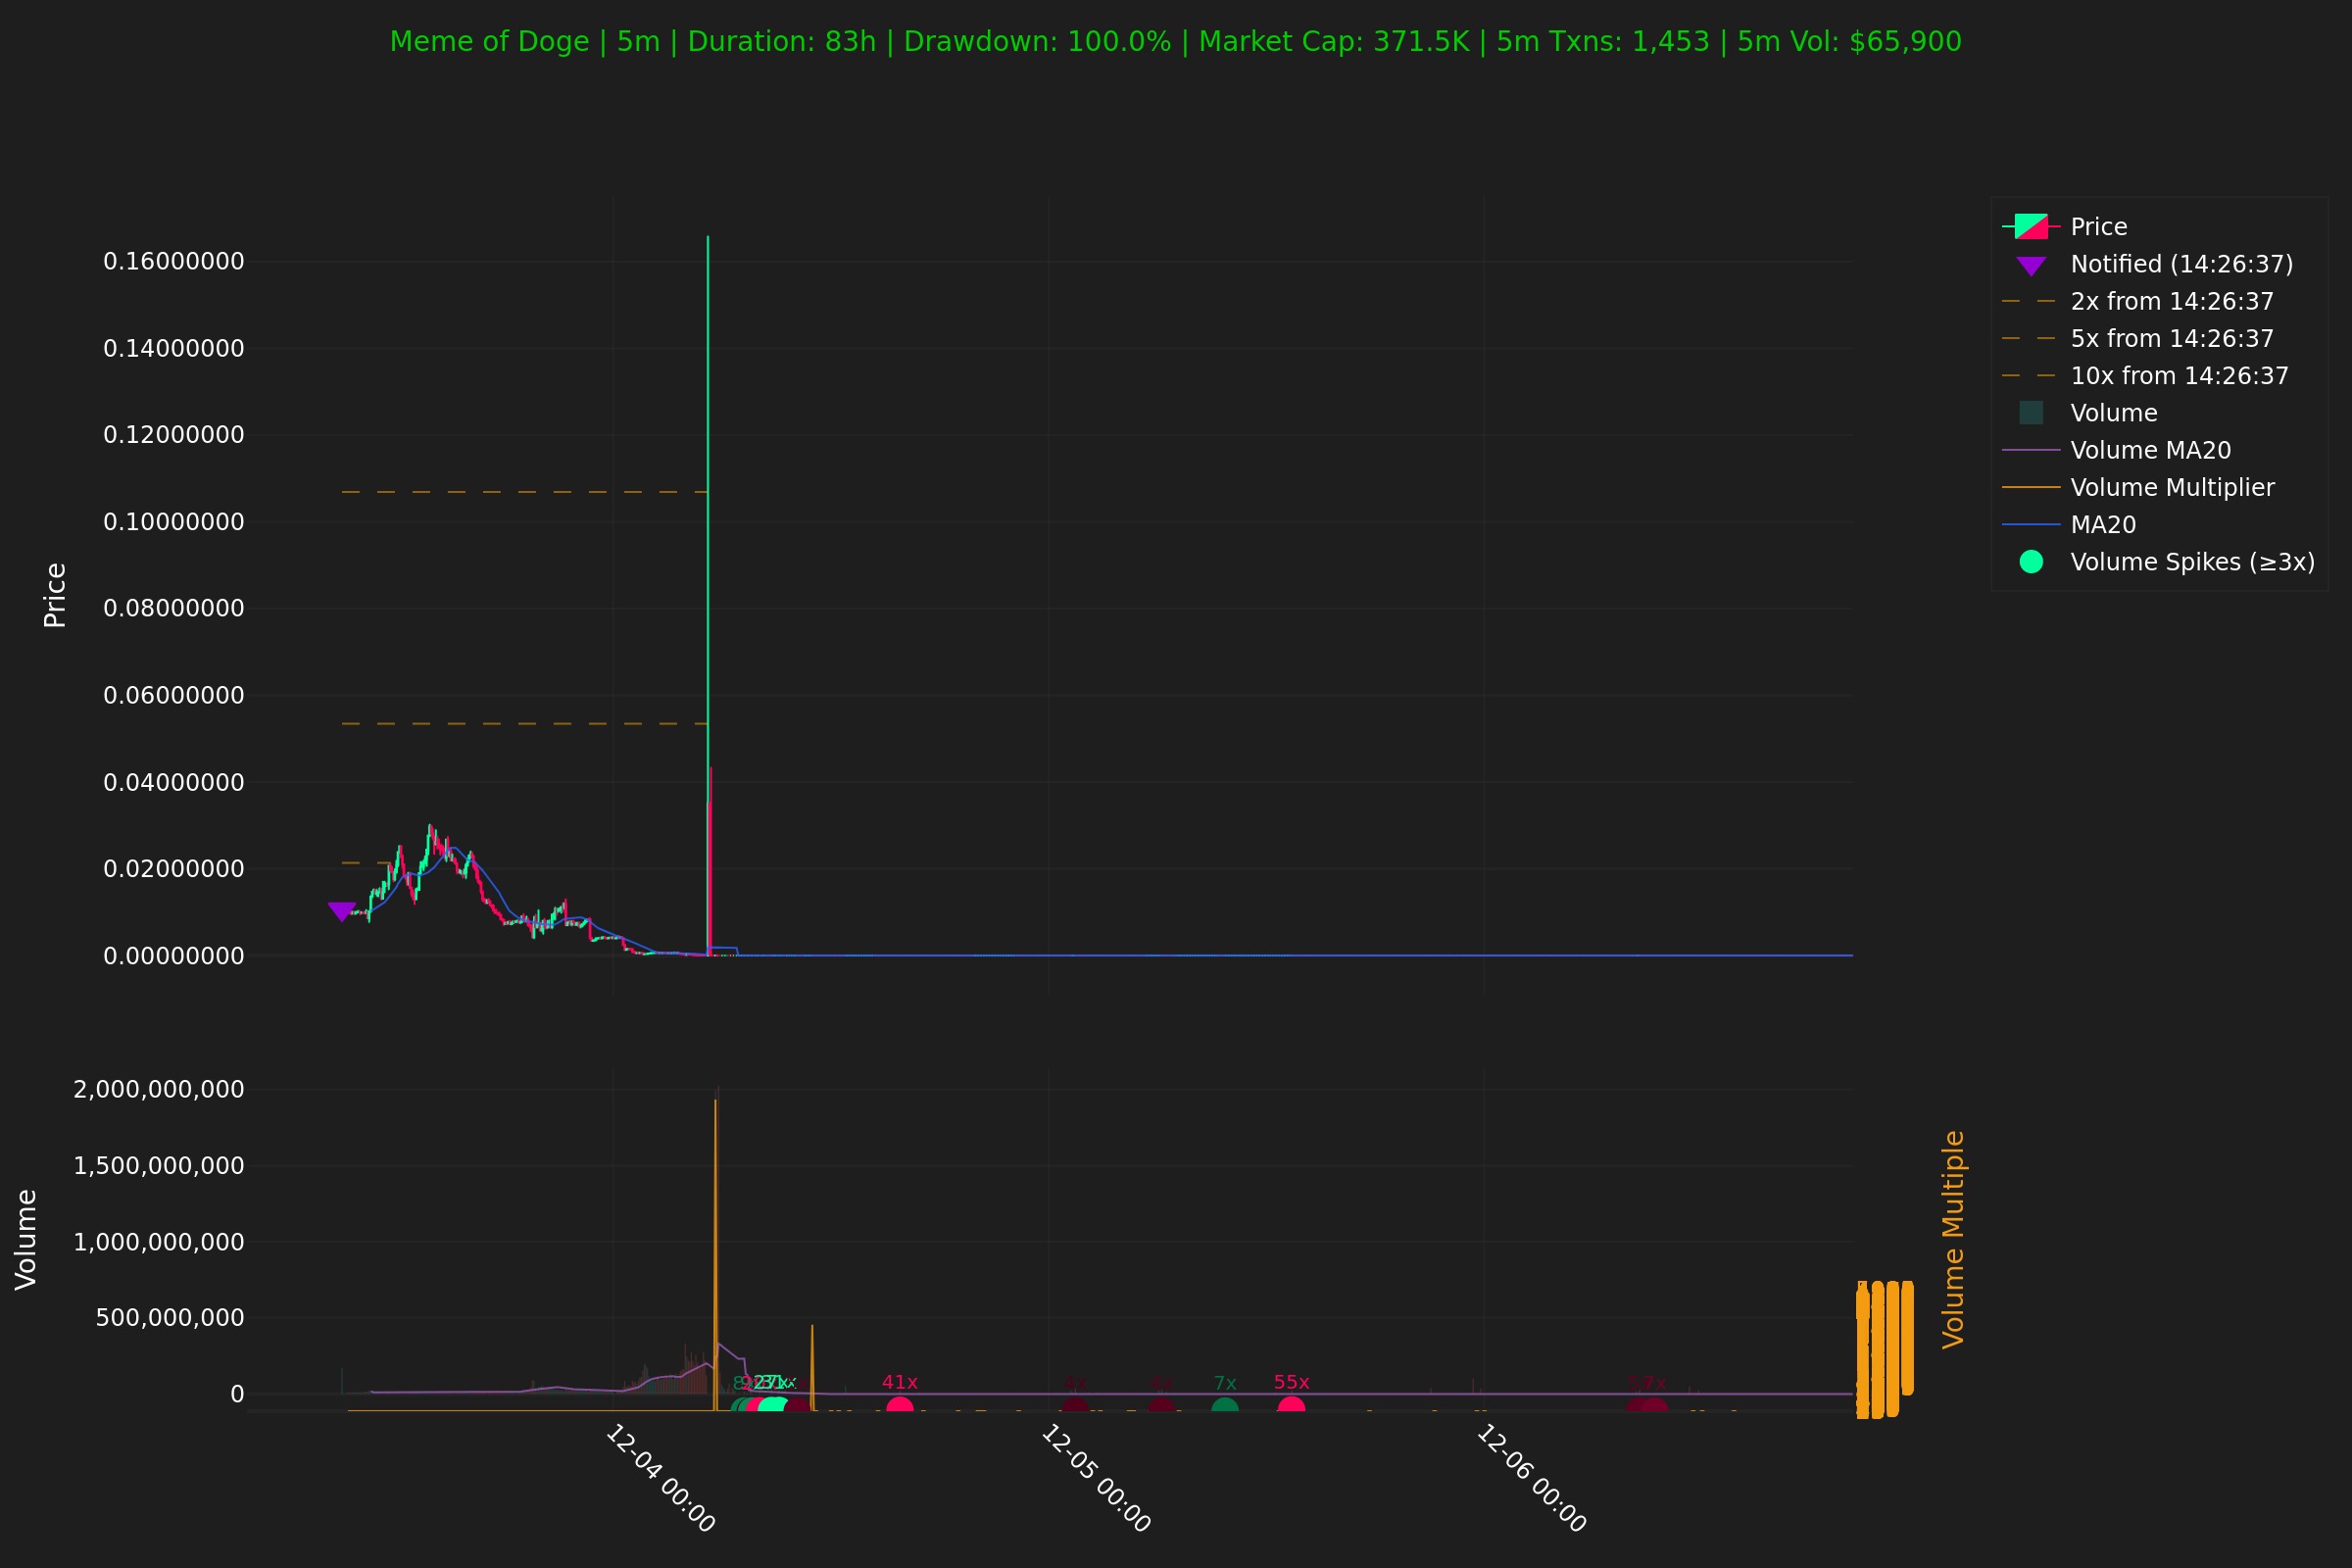 Meme of Doge | 5m | Duration: 83h | Drawdown: 100.0% | Market Cap: 371.5K | 5m Txns: 1,453 | 5m Vol: $65,900
Price
0.16000000
0.14000000
0.12000000
0.10000000
0.08000000
0.06000000
0.04000000
0.02000000
0.00000000
Price
Notified (14:26:37)
2x from 14:26:37
5x from 14:26:37
10x from 14:26:37
Volume
Volume MA20
Volume Multiplier
MA20
Volume Spikes (≥3x)
Volume
2,000,000,000
1,500,000,000
1,000,000,000
500,000,000
0
41x
7x
55x
Volume Multiple
12-04 00:00
12-05 00:00
12-06 00:00